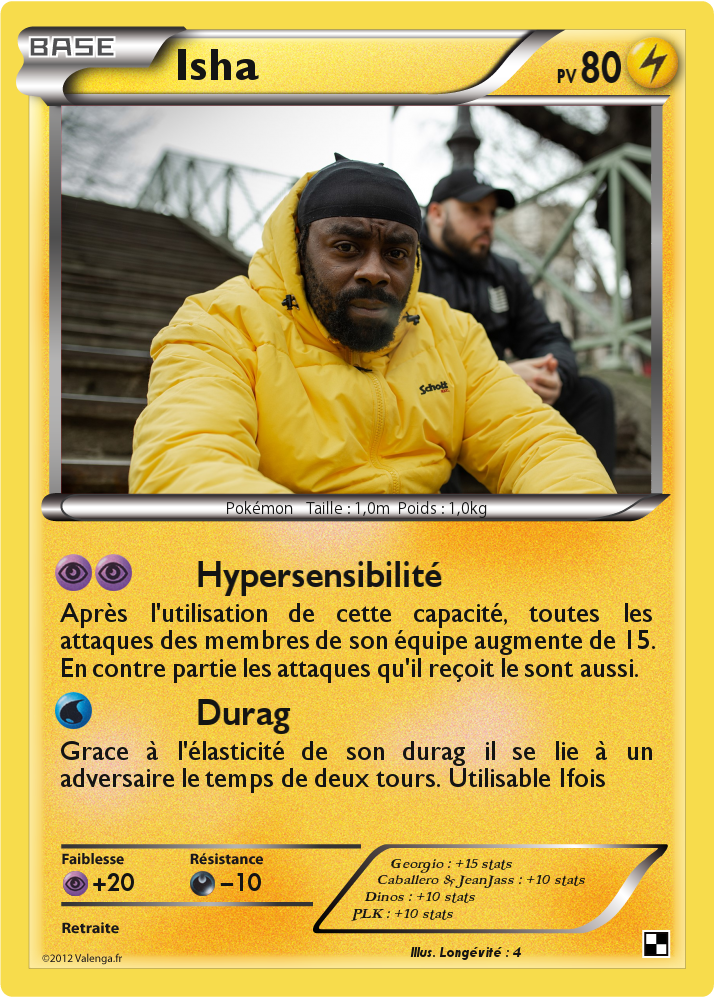 BASE
Isha
PV 80
Schott
NYC
Pokémon Taille : 1,0m Poids : 1,0kg
Hypersensibilité
Après l'utilisation de cette capacité, toutes les
attaques des membres de son équipe augmente de 15.
En contre partie les attaques qu'il reçoit le sont aussi.
Durag
Grace à l'élasticité de son durag il se lie à un
adversaire le temps de deux tours. Utilisable 1fois
Faiblesse
Résistance
+20
−10
Georgio : +15 stats
Caballero & JeanJass : +10 stats
Dinos : +10 stats
PLK : +10 stats
Retraite
Illus. Longévité : 4
©2012 Valenga.fr